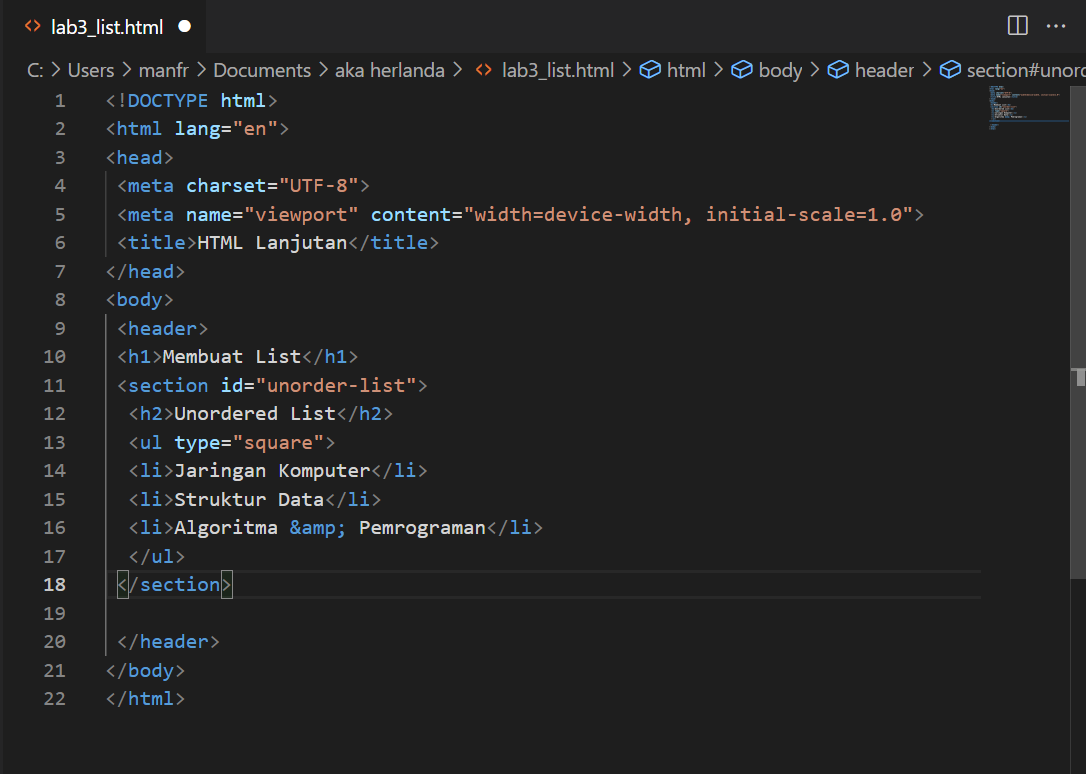 lab3_list.html
C: > Users > manfr > Documents > aka herlanda > lab3_list.html > html > body > header > section#unord
1 <!DOCTYPE html>
2 <html lang="en">
3 <head>
4 <meta charset="UTF-8">
5 <meta name="viewport" content="width=device-width, initial-scale=1.0">
6 <title>HTML Lanjutan</title>
7 </head>
8 <body>
9 <header>
10 <h1>Membuat List</h1>
11 <section id="unorder-list">
12 <h2>Unordered List</h2>
13 <ul type="square">
14 <li>Jaringan Komputer</li>
15 <li>Struktur Data</li>
16 <li>Algoritma &amp; Pemrograman</li>
17 </ul>
18 </section>
19
20 </header>
21 </body>
22 </html>